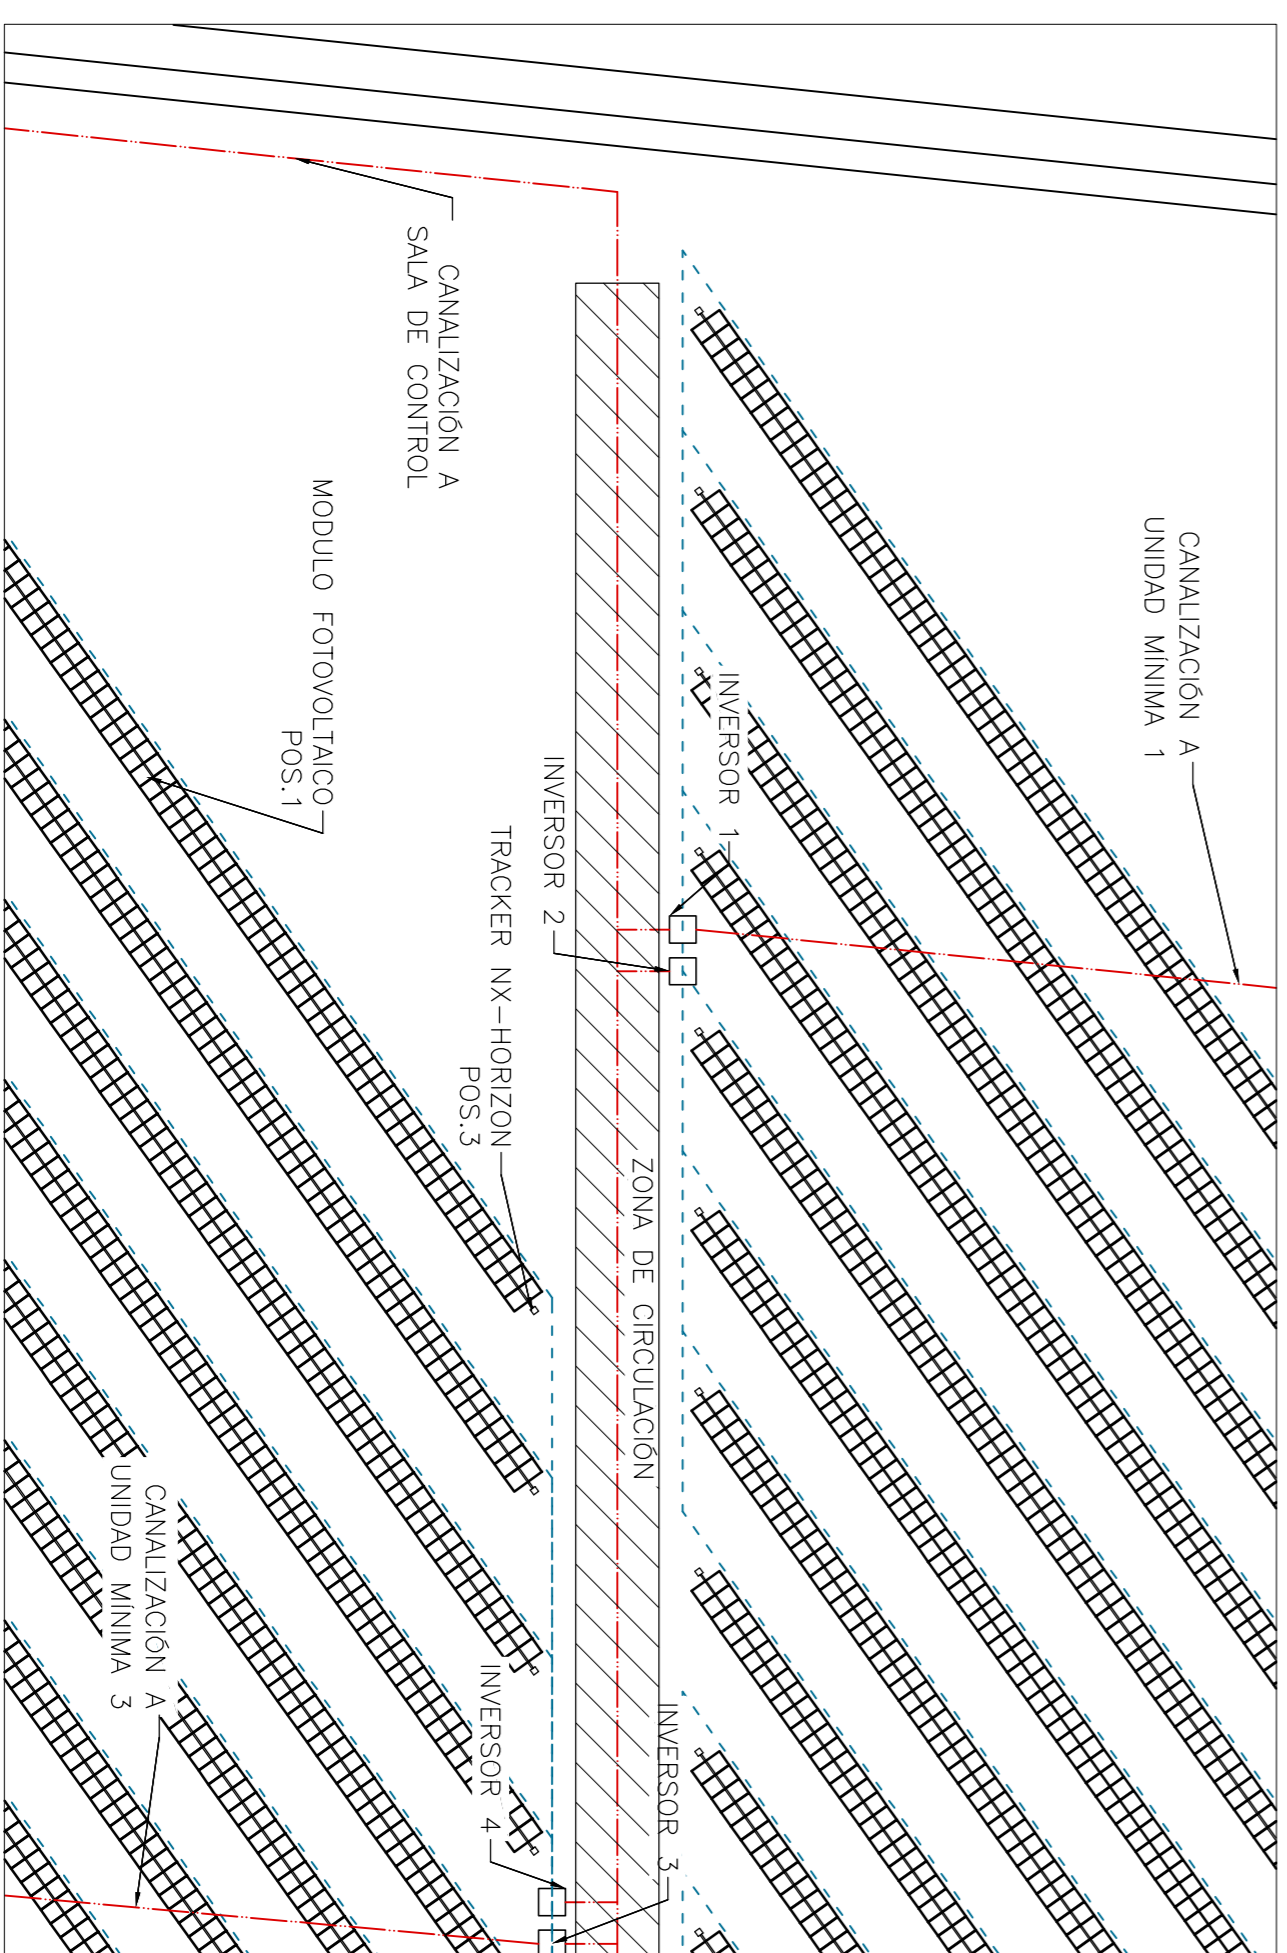 CANALIZACIÓN A
UNIDAD MÍNIMA 1
INVERSOR 1
ZONA DE CIRCULACIÓN
INVERSOR 3
INVERSOR 2
TRACKER NX-HORIZON
POS.3
INVERSOR 4
CANALIZACIÓN A
SALA DE CONTROL
MODULO FOTOVOLTAICO
POS.1
CANALIZACIÓN A
UNIDAD MÍNIMA 3